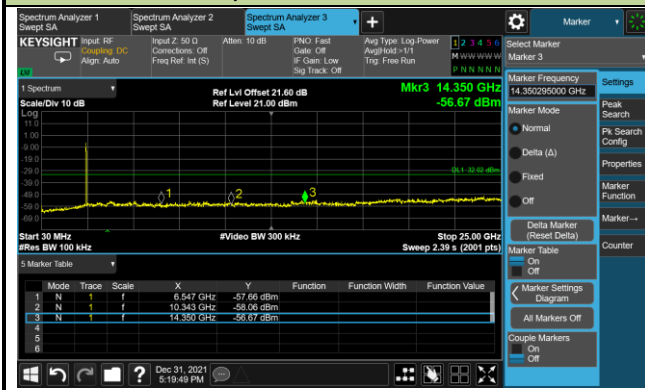 Spectrum Analyzer 1
Swept SA
Spectrum Analyzer 2
Swept SA
Spectrum Analyzer 3
Swept SA
Marker
KEYSIGHT
Input: RF
Coupling: DC
Align: Auto
Input Z: 50 Ω
Corrections: Off
Freq Ref: Int (S)
Atten: 10 dB
PNO: Fast
Gate: Off
IF Gain: Low
Sig Track: Off
Avg Type: Log-Power
Avg|Hold:>1/1
Trig: Free Run
1 2 3 4 5 6
M W W W W W
P N N N N N
Select Marker
Marker 3
1 Spectrum
Scale/Div 10 dB
Log
Ref Lvl Offset 21.60 dB
Ref Level 21.00 dBm
Mkr3 14.350 GHz
-56.67 dBm
11.0
1.00
-9.00
-19.0
-29.0
-39.0
-49.0
-59.0
-69.0
1
2
3
Start 30 MHz
#Res BW 100 kHz
#Video BW 300 kHz
Stop 25.00 GHz
Sweep 2.39 s (2001 pts)
5 Marker Table
Mode Trace Scale X Y Function Function Width Function Value
1 N 1 f 6.547 GHz -57.66 dBm
2 N 1 f 10.343 GHz -58.06 dBm
3 N 1 f 14.350 GHz -56.67 dBm
4
5
6
Dec 31, 2021
5:19:49 PM
Marker Frequency
14.350295000 GHz
Marker Mode
Normal
Delta (Δ)
Fixed
Off
Delta Marker
(Reset Delta)
Marker Table
On
Off
Marker Settings
Diagram
All Markers Off
Couple Markers
On
Off
Settings
Peak
Search
Pk Search
Config
Properties
Marker
Function
Marker→
Counter